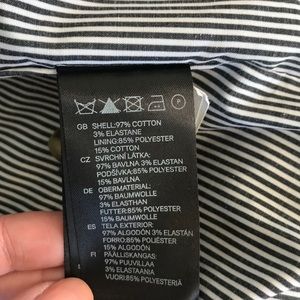 GB SHELL:97% COTTON
3% ELASTANE
LINING:85% POLYESTER
15% COTTON
CZ SVRCHNÍ LÁTKA:
97% BAVLNA 3% ELASTAN
PODŠÍVKA:85% POLYESTER
15% BAVLNA
DE OBERMATERIAL:
97% BAUMWOLLE
3% ELASTHAN
FUTTER:85% POLYESTER
15% BAUMWOLLE
ES TELA EXTERIOR:
97% ALGODÓN 3% ELASTÁN
FORRO:85% POLIÉSTER
15% ALGODÓN
FI PÄÄLLISKANGAS:
97% PUUVILLAA
3% ELASTAANIA
VUORI:85% POLYESTERIÄ